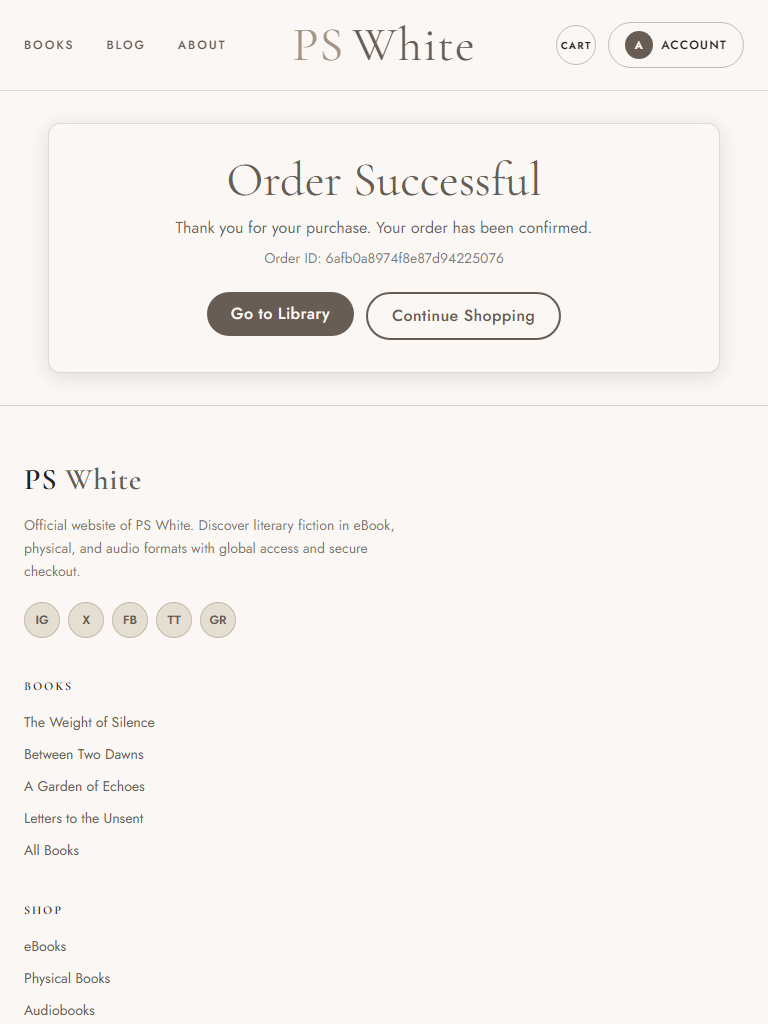 BOOKS BLOG ABOUT PS White CART A ACCOUNT
Order Successful
Thank you for your purchase. Your order has been confirmed.
Order ID: 6afb0a8974f8e87d94225076
Go to Library Continue Shopping
PS White
Official website of PS White. Discover literary fiction in eBook,
physical, and audio formats with global access and secure
checkout.
IG X FB TT GR
BOOKS
The Weight of Silence
Between Two Dawns
A Garden of Echoes
Letters to the Unsent
All Books
SHOP
eBooks
Physical Books
Audiobooks